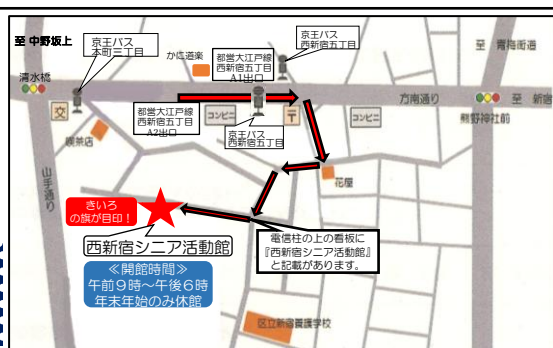 至 中野坂上
京王バス
本町三丁目
かに道楽
都営大江戸線
西新宿五丁目
A1出口
京王バス
西新宿五丁目
至 青梅街道
清水橋
交
都営大江戸線
西新宿五丁目
A2出口
コンビニ
〒
コンビニ
方南通り
至 新宿
熊野神社前
京王バス
西新宿五丁目
喫茶店
山手通り
花屋
きいろ
の旗が目印！
西新宿シニア活動館
電信柱の上の看板に
『西新宿シニア活動館』
と記載があります。
≪開館時間≫
午前９時～午後６時
年末年始のみ休館
区立新宿養護学校